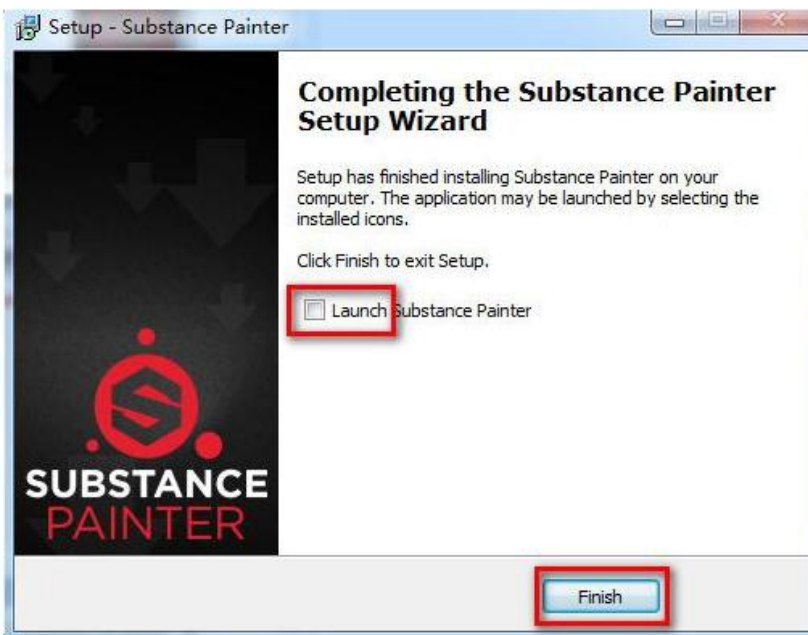 Setup - Substance Painter
Completing the Substance Painter
Setup Wizard
Setup has finished installing Substance Painter on your
computer. The application may be launched by selecting the
installed icons.
Click Finish to exit Setup.
Launch Substance Painter
SUBSTANCE
PAINTER
Finish